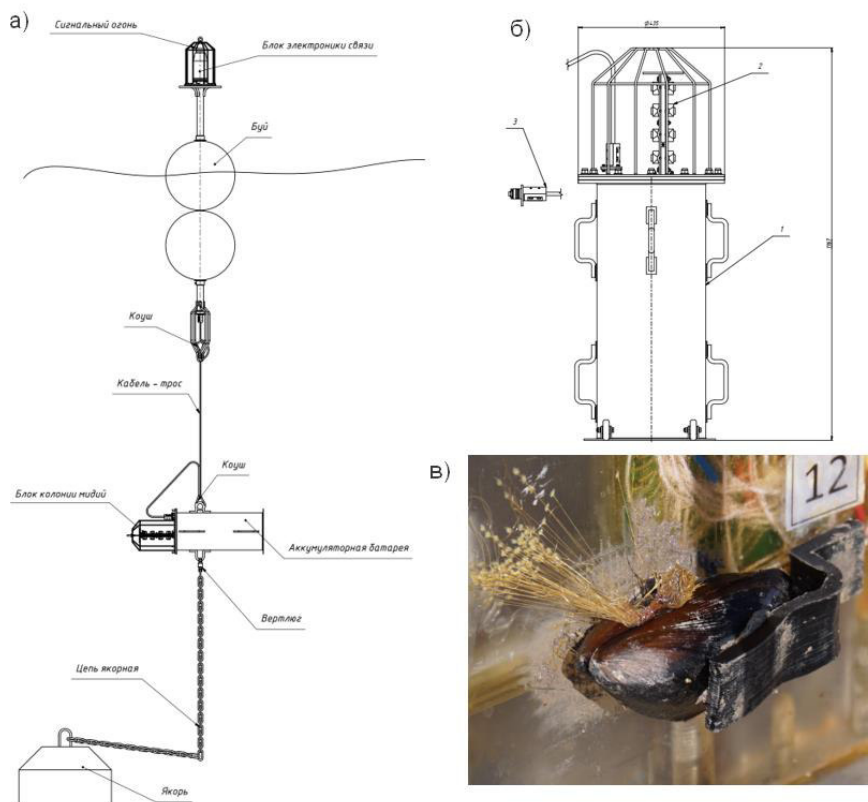 а)
Сигнальный огонь
Блок электроники связи
Буй
Коуш
Кабель - трос
Коуш
Блок колонии мидий
Аккумуляторная батарея
Вертлюг
Цепь якорная
Якорь
б)
2
3
1
в)
12